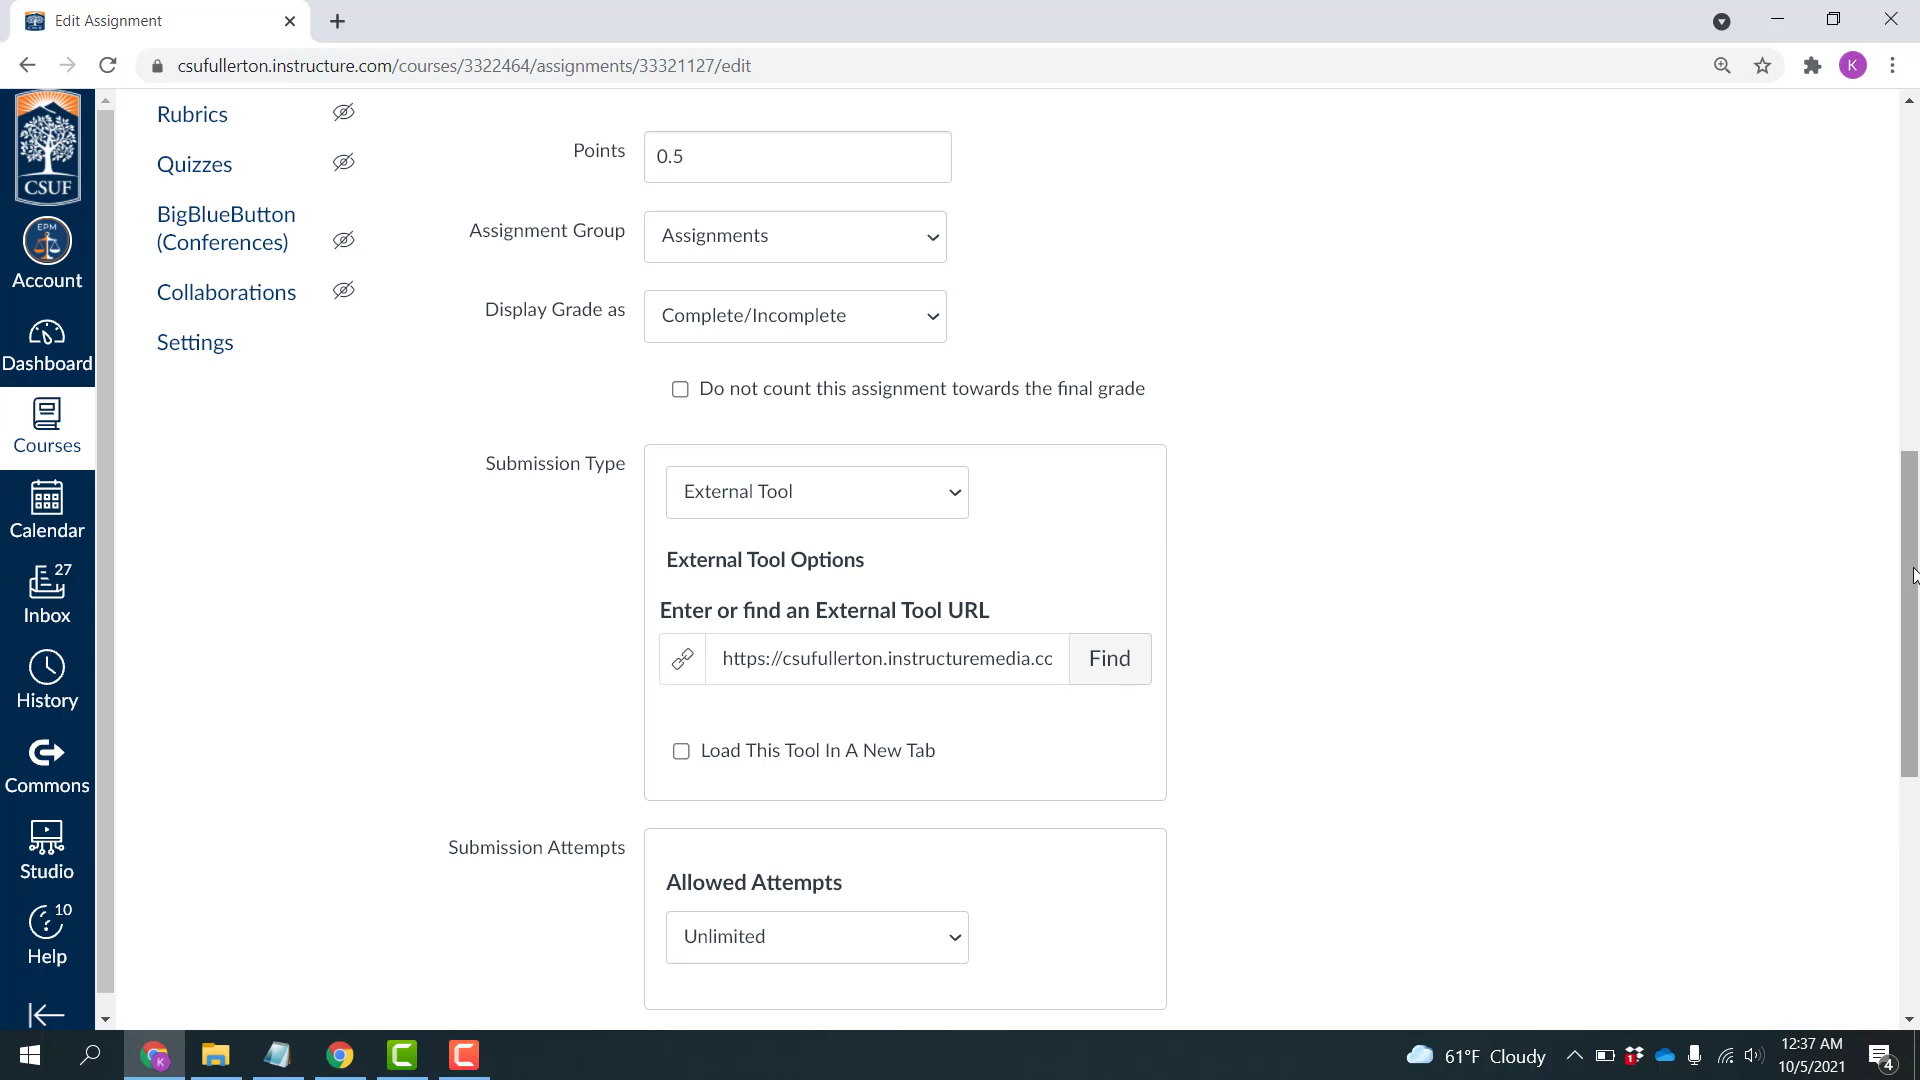 Edit Assignment
csufullerton.instructure.com/courses/3322464/assignments/33321127/edit
K
CSUF
EPM
Account
Dashboard
Courses
Calendar
27
Inbox
History
Commons
Studio
10
Help
Rubrics
Quizzes
BigBlueButton
(Conferences)
Collaborations
Settings
Points
0.5
Assignment Group
Assignments
Display Grade as
Complete/Incomplete
Do not count this assignment towards the final grade
Submission Type
External Tool
External Tool Options
Enter or find an External Tool URL
https://csufullerton.instructuremedia.cc
Find
Load This Tool In A New Tab
Submission Attempts
Allowed Attempts
Unlimited
K
61°F Cloudy
1
12:37 AM
10/5/2021
4